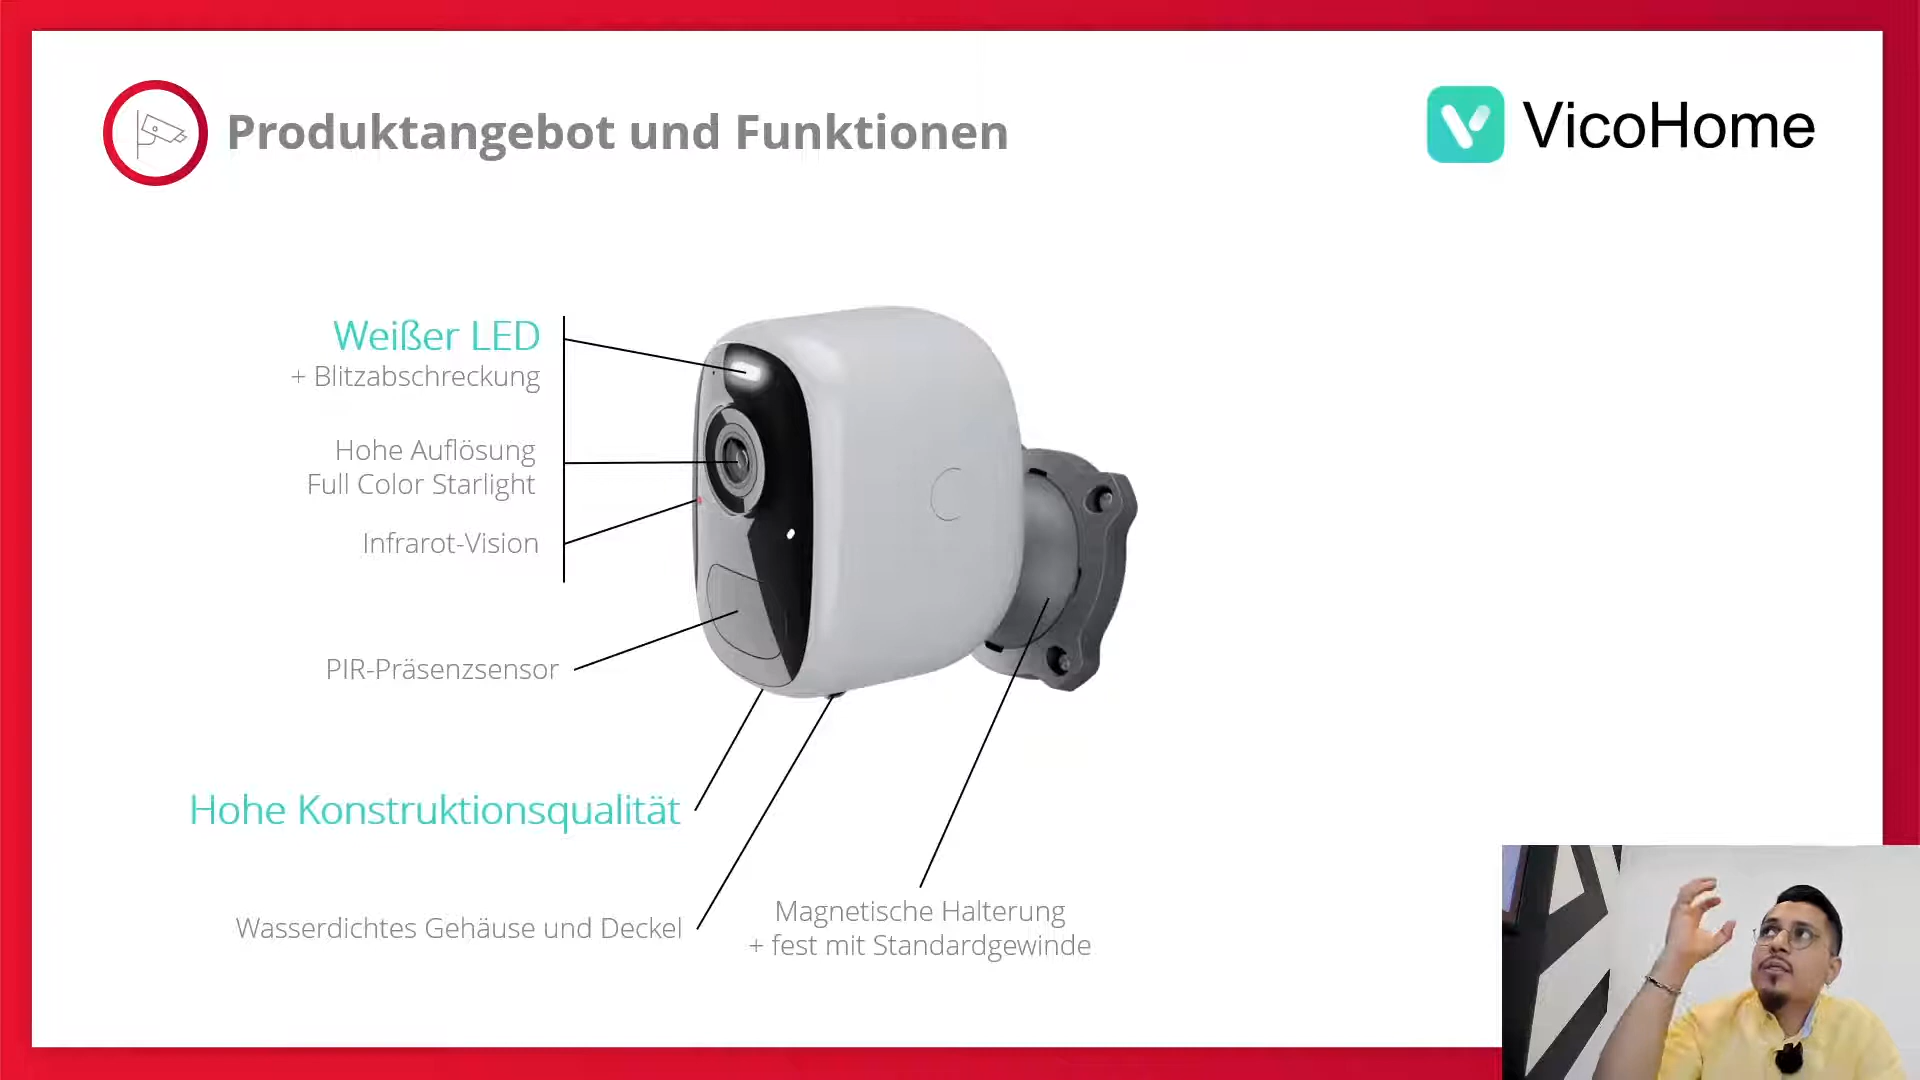 Produktangebot und Funktionen
VicoHome
Weißer LED
+ Blitzabschreckung
Hohe Auflösung
Full Color Starlight
Infrarot-Vision
PIR-Präsenzsensor
Hohe Konstruktionsqualität
Wasserdichtes Gehäuse und Deckel
Magnetische Halterung
+ fest mit Standardgewinde